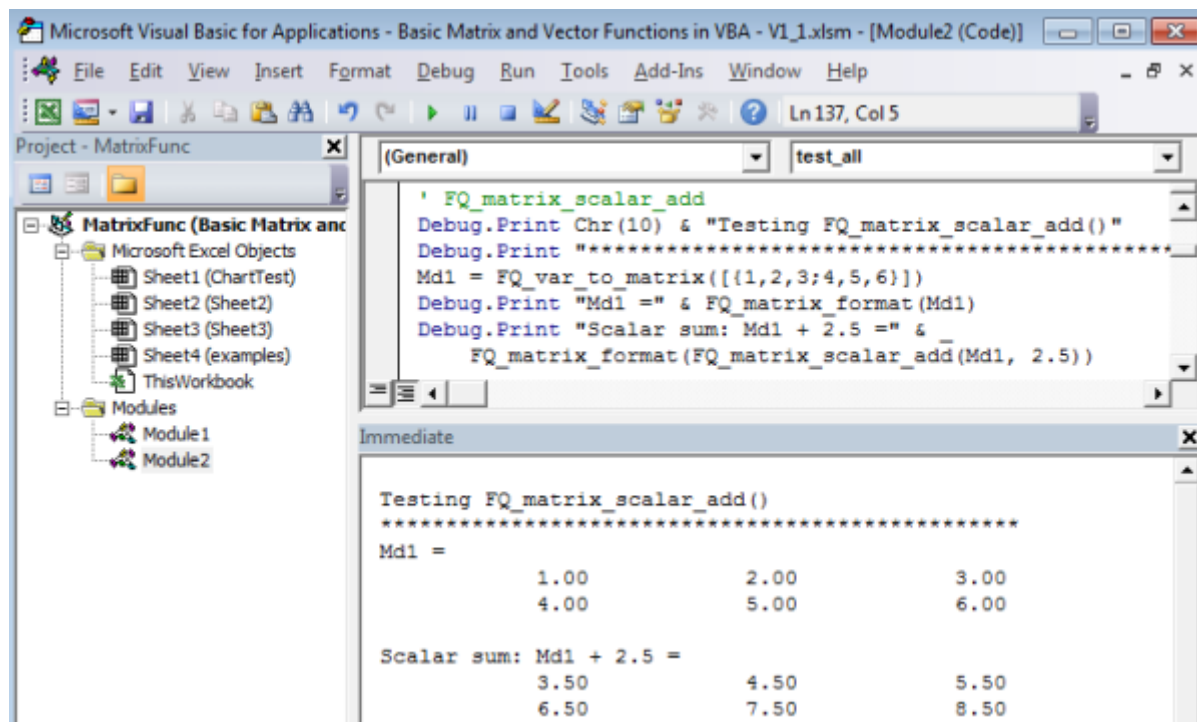 Microsoft Visual Basic for Applications - Basic Matrix and Vector Functions in VBA - V1_1.xlsm - [Module2 (Code)]
File Edit View Insert Format Debug Run Tools Add-Ins Window Help
Ln 137, Col 5
Project - MatrixFunc
MatrixFunc (Basic Matrix and
Microsoft Excel Objects
Sheet1 (ChartTest)
Sheet2 (Sheet2)
Sheet3 (Sheet3)
Sheet4 (examples)
ThisWorkbook
Modules
Module1
Module2
(General) test_all
' FQ_matrix_scalar_add
Debug.Print Chr(10) & "Testing FQ_matrix_scalar_add()"
Debug.Print "*********************************************
Md1 = FQ_var_to_matrix([{1,2,3;4,5,6}])
Debug.Print "Md1 =" & FQ_matrix_format(Md1)
Debug.Print "Scalar sum: Md1 + 2.5 =" & _
FQ_matrix_format(FQ_matrix_scalar_add(Md1, 2.5))
Immediate
Testing FQ_matrix_scalar_add()
*************************************************
Md1 =
1.00 2.00 3.00
4.00 5.00 6.00
Scalar sum: Md1 + 2.5 =
3.50 4.50 5.50
6.50 7.50 8.50